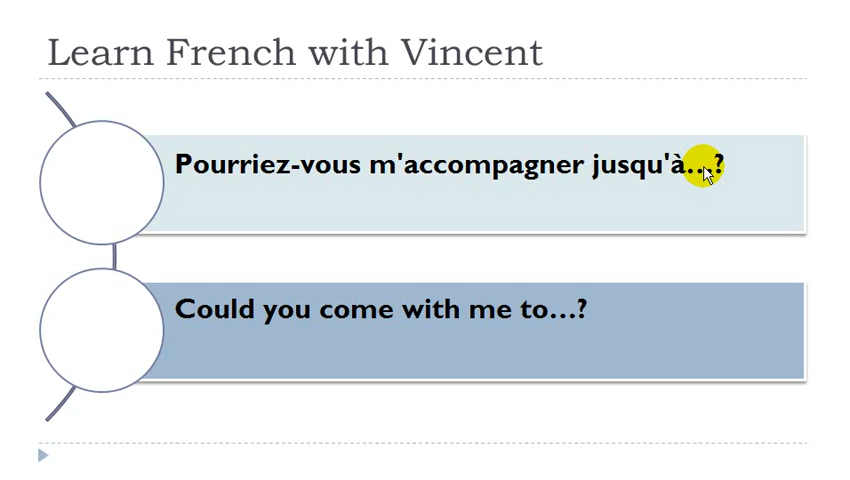 Learn French with Vincent
Pourriez-vous m'accompagner jusqu'à...?
Could you come with me to...?